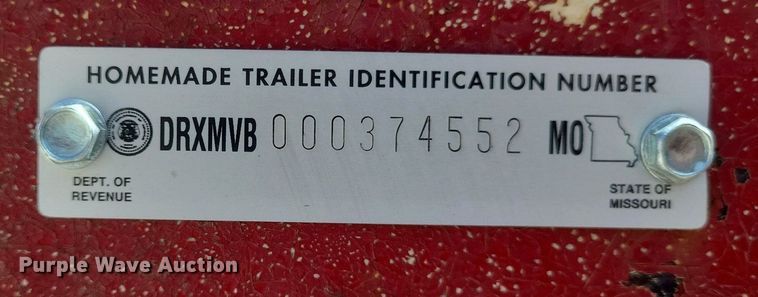 HOMEMADE TRAILER IDENTIFICATION NUMBER
DRXMVB 000374552 MO
DEPT. OF
REVENUE
STATE OF
MISSOURI
Purple Wave Auction